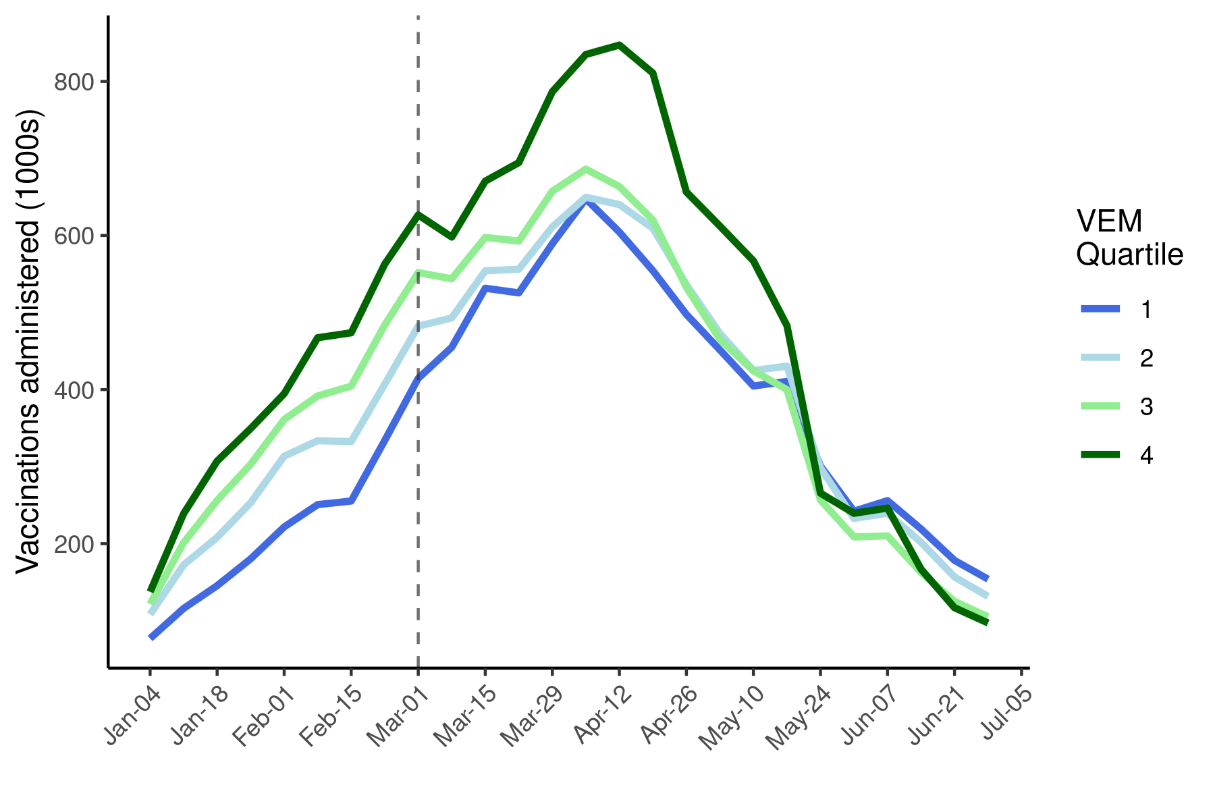 Vaccinations administered (1000s)
800
600
400
200
Jan-04
Jan-18
Feb-01
Feb-15
Mar-01
Mar-15
Mar-29
Apr-12
Apr-26
May-10
May-24
Jun-07
Jun-21
Jul-05
VEM
Quartile
1
2
3
4